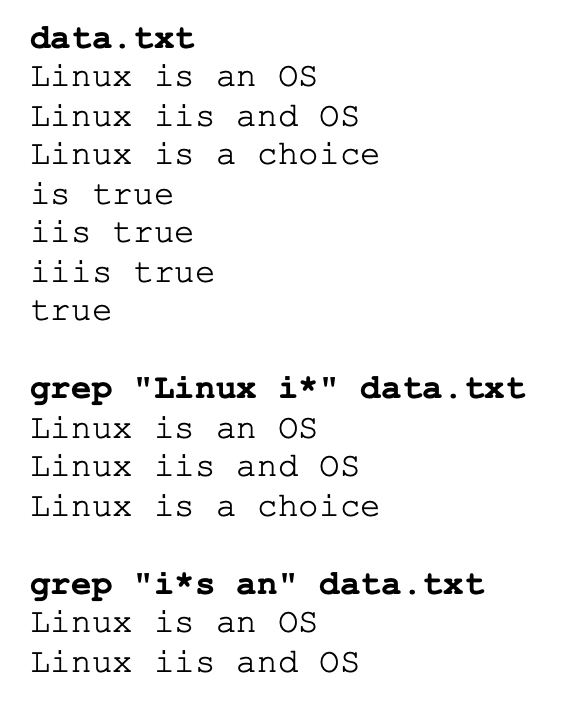 data.txt
Linux is an OS
Linux iis and OS
Linux is a choice
is true
iis true
iiis true
true
grep "Linux i*" data.txt
Linux is an OS
Linux iis and OS
Linux is a choice
grep "i*s an" data.txt
Linux is an OS
Linux iis and OS